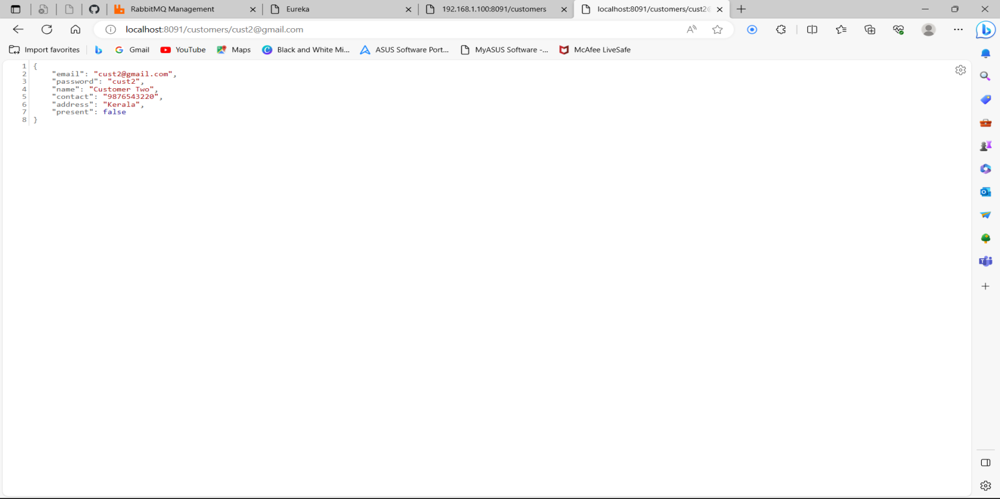 RabbitMQ Management
Eureka
192.168.1.100:8091/customers
localhost:8091/customers/cust2@
localhost:8091/customers/cust2@gmail.com
Import favorites
Gmail
YouTube
Maps
Black and White Mi...
ASUS Software Port...
MyASUS Software -...
McAfee LiveSafe
1 {
2 "email": "cust2@gmail.com",
3 "password": "cust2",
4 "name": "Customer Two",
5 "contact": "9876543220",
6 "address": "Kerala",
7 "present": false
8 }